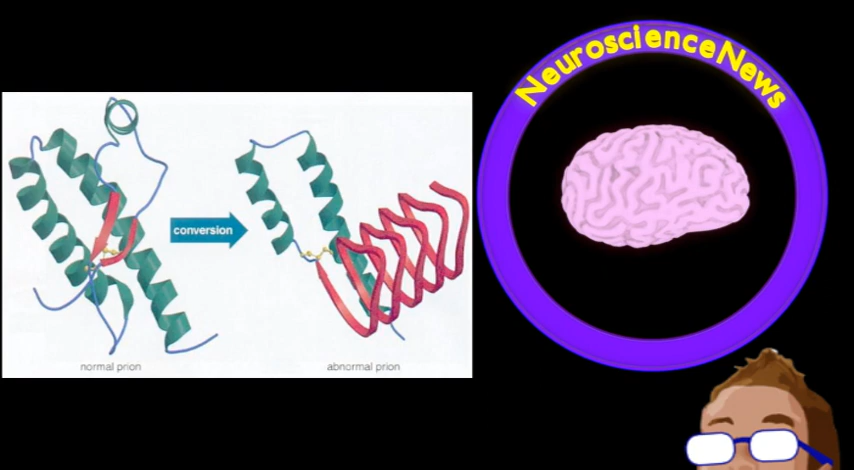 NeuroscienceNews
conversion
normal prion
abnormal prion